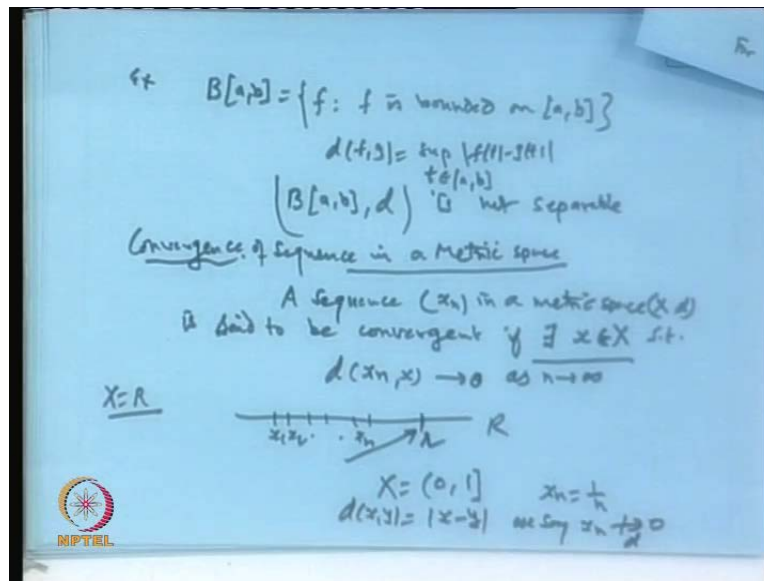 Ex B[a,b] = {f : f is bounded on [a,b]}
d(f,g) = sup |f(t)-g(t)|
t∈[a,b]
(B[a,b], d) is not separable
Convergence of sequence in a metric space
A sequence (xn) in a metric space (X d)
is said to be convergent if ∃ x∈X s.t.
d(xn,x) → 0 as n→∞
X=R
x1 x2 . . xn R
X = (0,1] xn = 1/n
d(x,y) = |x-y| we say xn ↛ 0
d
NPTEL